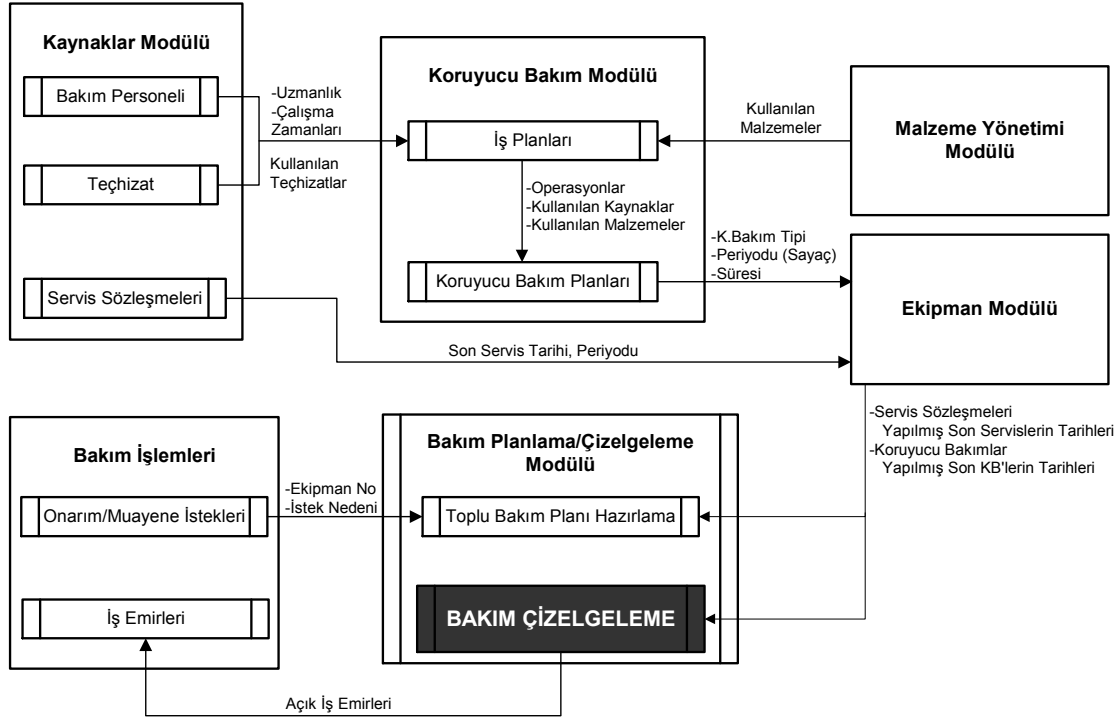 Kaynaklar Modülü
Bakım Personeli
Teçhizat
Servis Sözleşmeleri
-Uzmanlık
-Çalışma
Zamanları
Kullanılan
Teçhizatlar
Koruyucu Bakım Modülü
İş Planları
-Operasyonlar
-Kullanılan Kaynaklar
-Kullanılan Malzemeler
Koruyucu Bakım Planları
Kullanılan
Malzemeler
Malzeme Yönetimi
Modülü
-K.Bakım Tipi
-Periyodu (Sayaç)
-Süresi
Ekipman Modülü
Son Servis Tarihi, Periyodu
-Servis Sözleşmeleri
Yapılmış Son Servislerin Tarihleri
-Koruyucu Bakımlar
Yapılmış Son KB'lerin Tarihleri
Bakım İşlemleri
Onarım/Muayene İstekleri
İş Emirleri
-Ekipman No
-İstek Nedeni
Bakım Planlama/Çizelgeleme
Modülü
Toplu Bakım Planı Hazırlama
BAKIM ÇİZELGELEME
Açık İş Emirleri